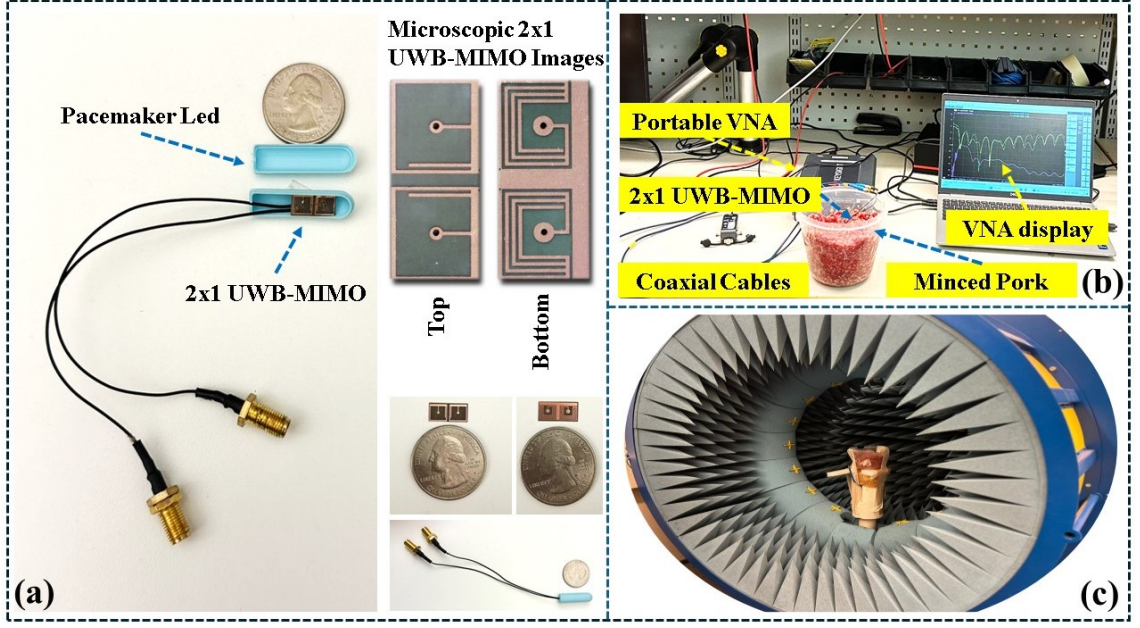 Microscopic 2x1
UWB-MIMO Images
Pacemaker Led
2x1 UWB-MIMO
Top
Bottom
(a)
Portable VNA
2x1 UWB-MIMO
VNA display
Coaxial Cables
Minced Pork
(b)
(c)